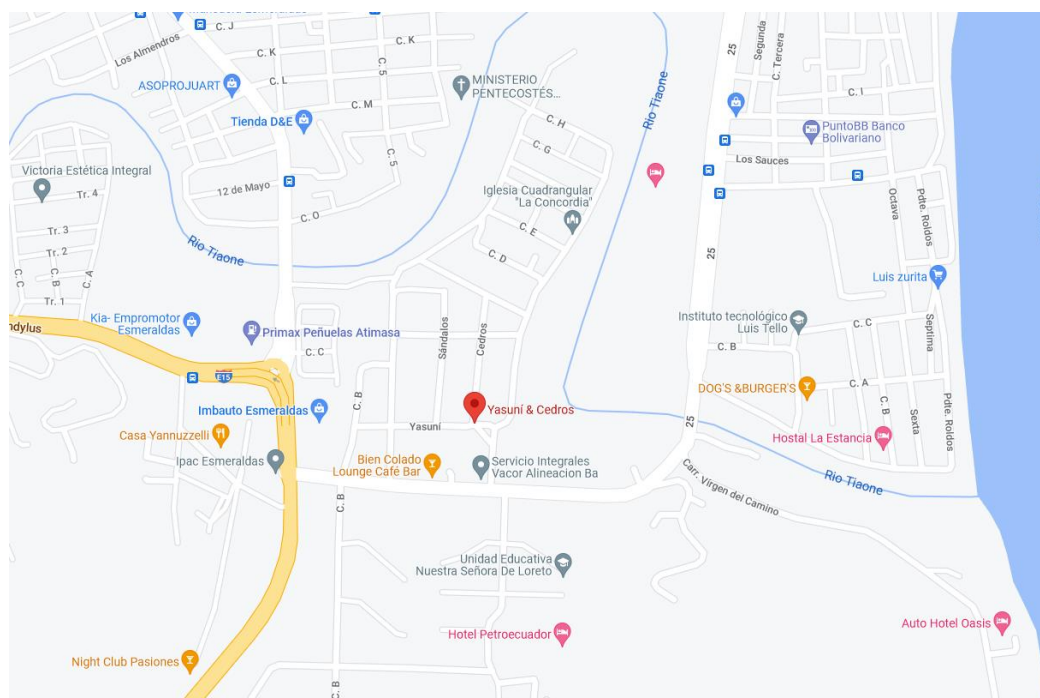 C. J
Los Almendros
C. K
C. K
C. 5
C. L
ASOPROJUART
C. M
Tienda D&E
MINISTERIO
PENTECOSTÉS...
C. H
C. G
Rio Tiaone
25
Segunda
C. Tercera
C. I
PuntoBB Banco
Bolivariano
Los Sauces
Victoria Estética Integral
Tr. 4
12 de Mayo
C. 5
C. O
Iglesia Cuadrangular
"La Concordia"
C. E
C. D
Octava
Pdte. Roldos
Tr. 3
Tr. 2
Tr. 1
C. C
C. B
C. A
Rio Tiaone
25
Luis zurita
ndylus
Kia- Empromotor
Esmeraldas
Primax Peñuelas Atimasa
C. C
Sándalos
Cedros
Instituto tecnológico
Luis Tello
C. C
Septima
C. B
E15
C. B
DOG'S &BURGER'S
C. A
C. B
Sexta
Pdte. Roldos
Imbauto Esmeraldas
Yasuní & Cedros
Yasuní
25
Casa Yannuzzelli
Hostal La Estancia
Ipac Esmeraldas
Bien Colado
Lounge Café Bar
Servicio Integrales
Vacor Alineacion Ba
Rio Tiaone
Carr. Virgen del Camino
C. B
Unidad Educativa
Nuestra Señora De Loreto
Hotel Petroecuador
Auto Hotel Oasis
Night Club Pasiones
C. B